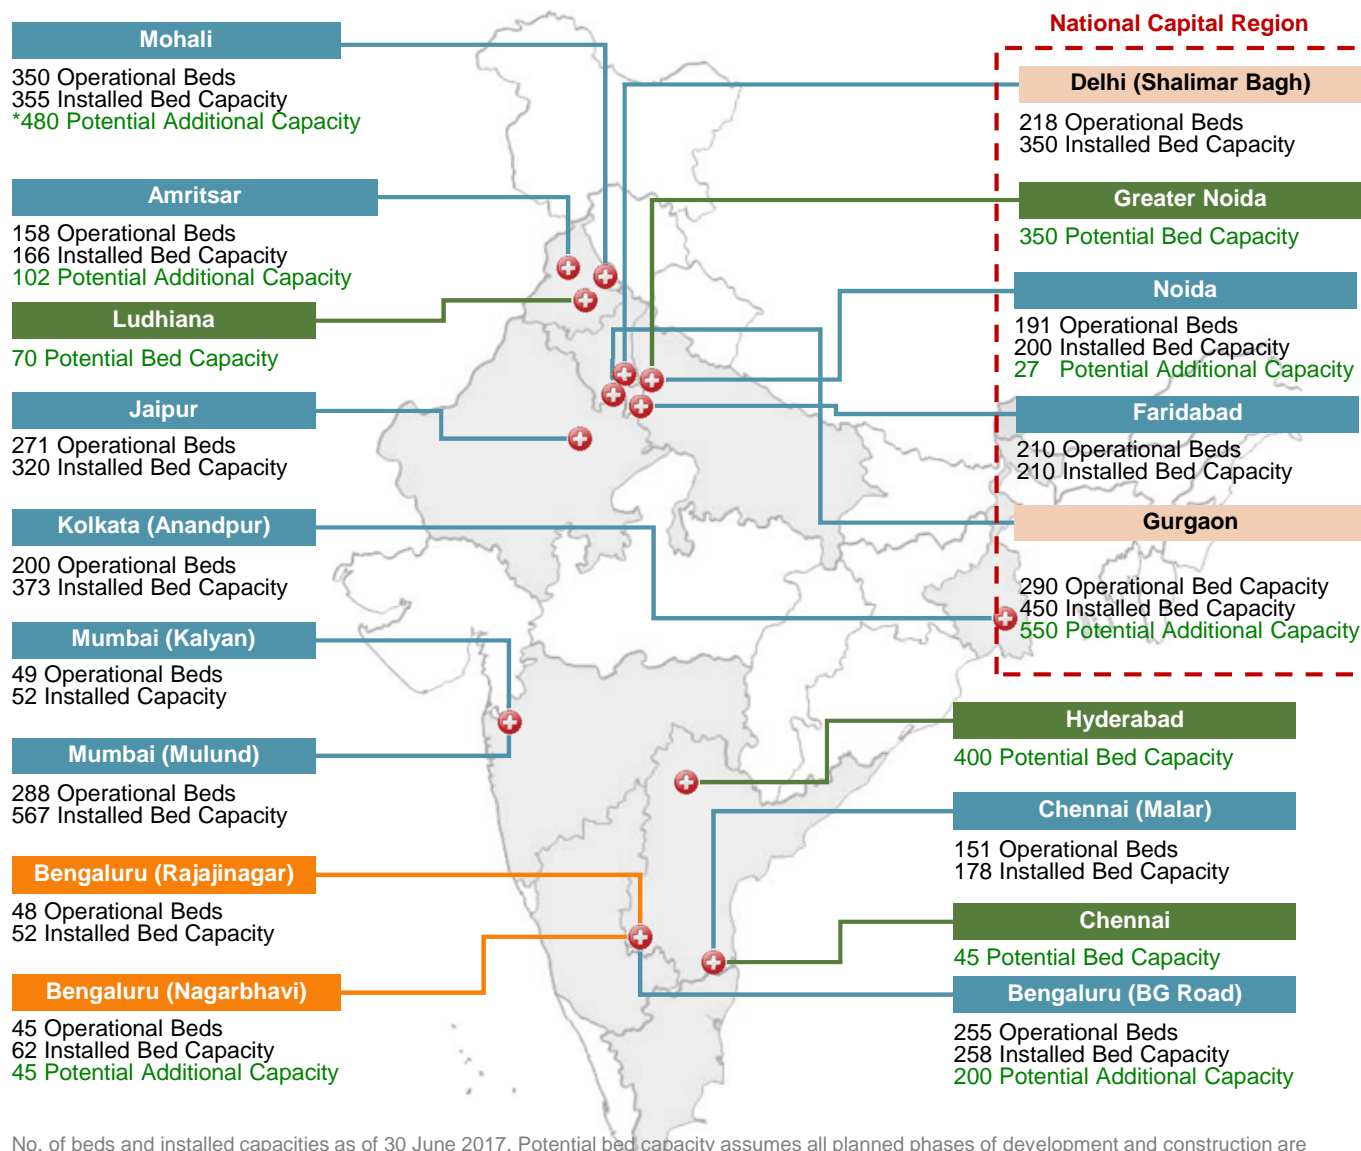 Mohali
350 Operational Beds
355 Installed Bed Capacity
*480 Potential Additional Capacity
Amritsar
158 Operational Beds
166 Installed Bed Capacity
102 Potential Additional Capacity
Ludhiana
70 Potential Bed Capacity
Jaipur
271 Operational Beds
320 Installed Bed Capacity
Kolkata (Anandpur)
200 Operational Beds
373 Installed Bed Capacity
Mumbai (Kalyan)
49 Operational Beds
52 Installed Capacity
Mumbai (Mulund)
288 Operational Beds
567 Installed Bed Capacity
Bengaluru (Rajajinagar)
48 Operational Beds
52 Installed Bed Capacity
Bengaluru (Nagarbhavi)
45 Operational Beds
62 Installed Bed Capacity
45 Potential Additional Capacity
National Capital Region
Delhi (Shalimar Bagh)
218 Operational Beds
350 Installed Bed Capacity
Greater Noida
350 Potential Bed Capacity
Noida
191 Operational Beds
200 Installed Bed Capacity
27 Potential Additional Capacity
Faridabad
210 Operational Beds
210 Installed Bed Capacity
Gurgaon
290 Operational Bed Capacity
450 Installed Bed Capacity
550 Potential Additional Capacity
Hyderabad
400 Potential Bed Capacity
Chennai (Malar)
151 Operational Beds
178 Installed Bed Capacity
Chennai
45 Potential Bed Capacity
Bengaluru (BG Road)
255 Operational Beds
258 Installed Bed Capacity
200 Potential Additional Capacity
No. of beds and installed capacities as of 30 June 2017. Potential bed capacity assumes all planned phases of development and construction are